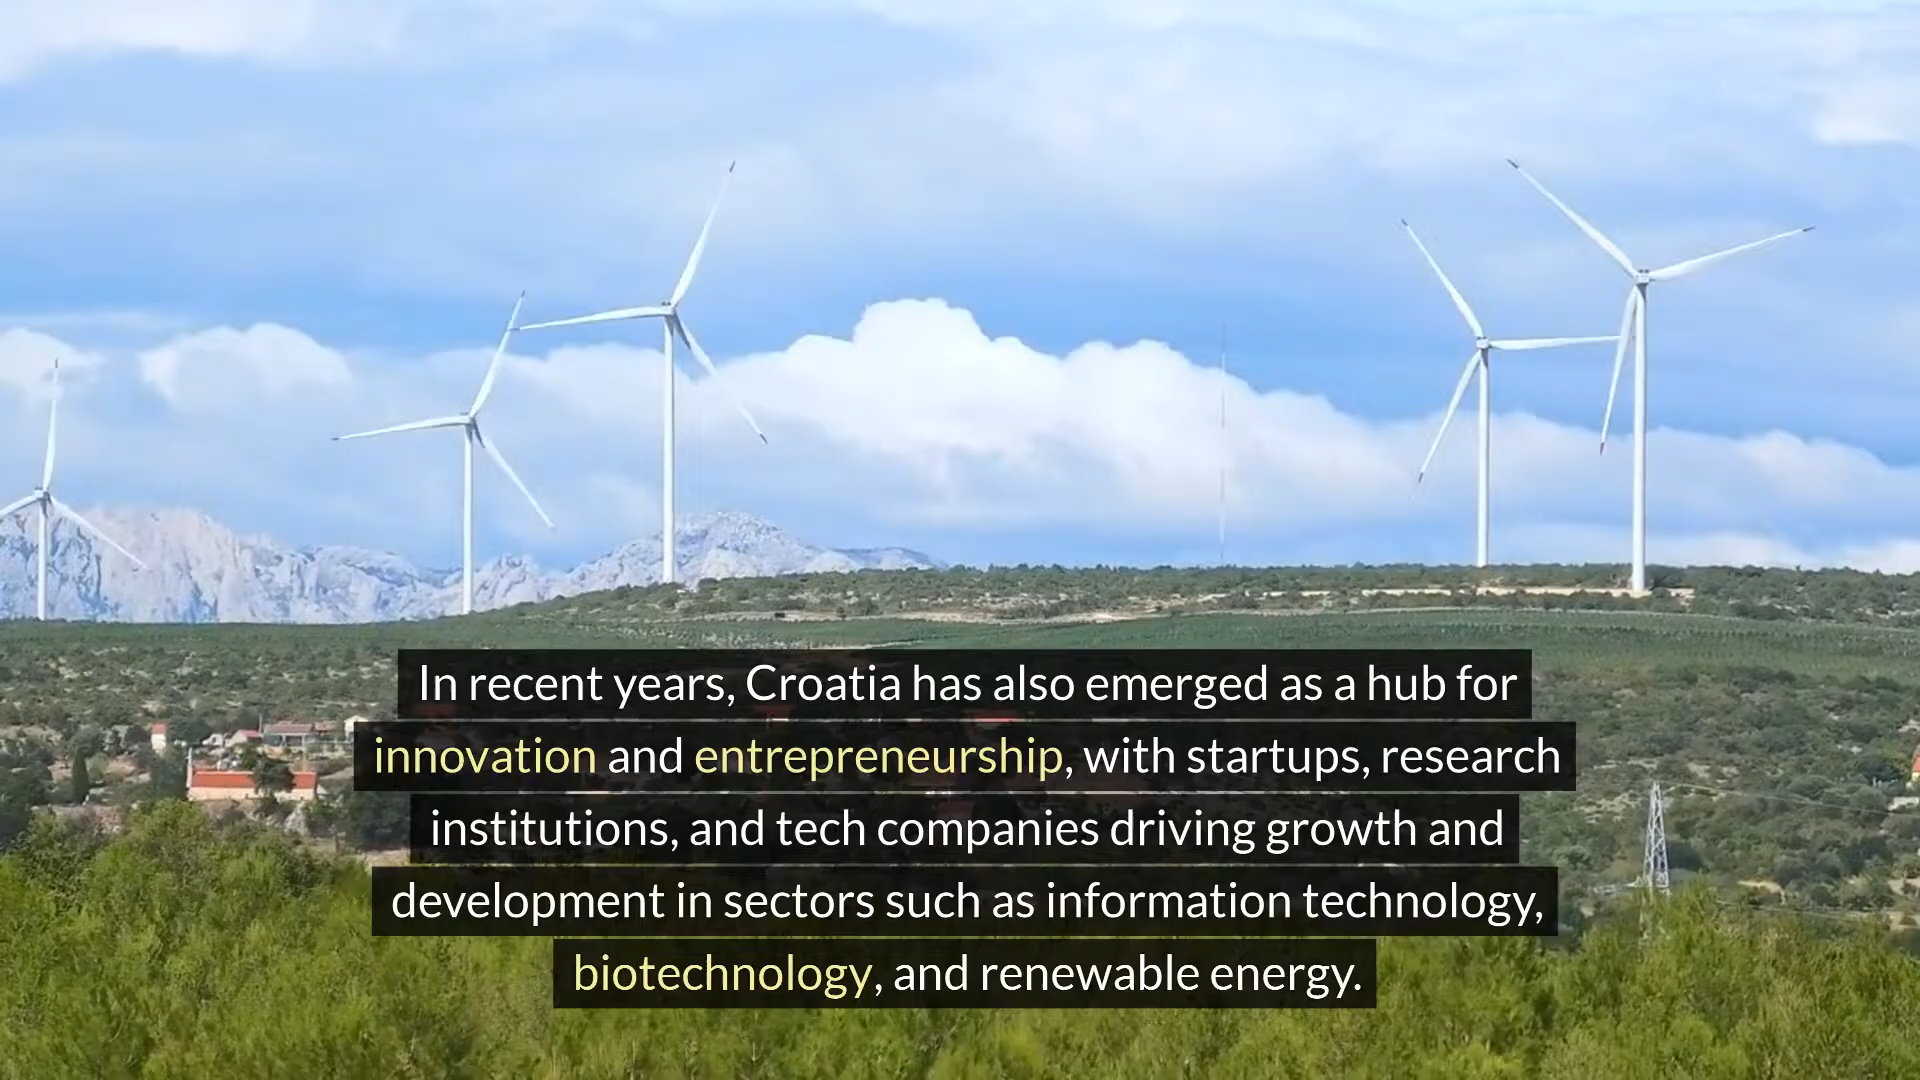 In recent years, Croatia has also emerged as a hub for
innovation and entrepreneurship, with startups, research
institutions, and tech companies driving growth and
development in sectors such as information technology,
biotechnology, and renewable energy.